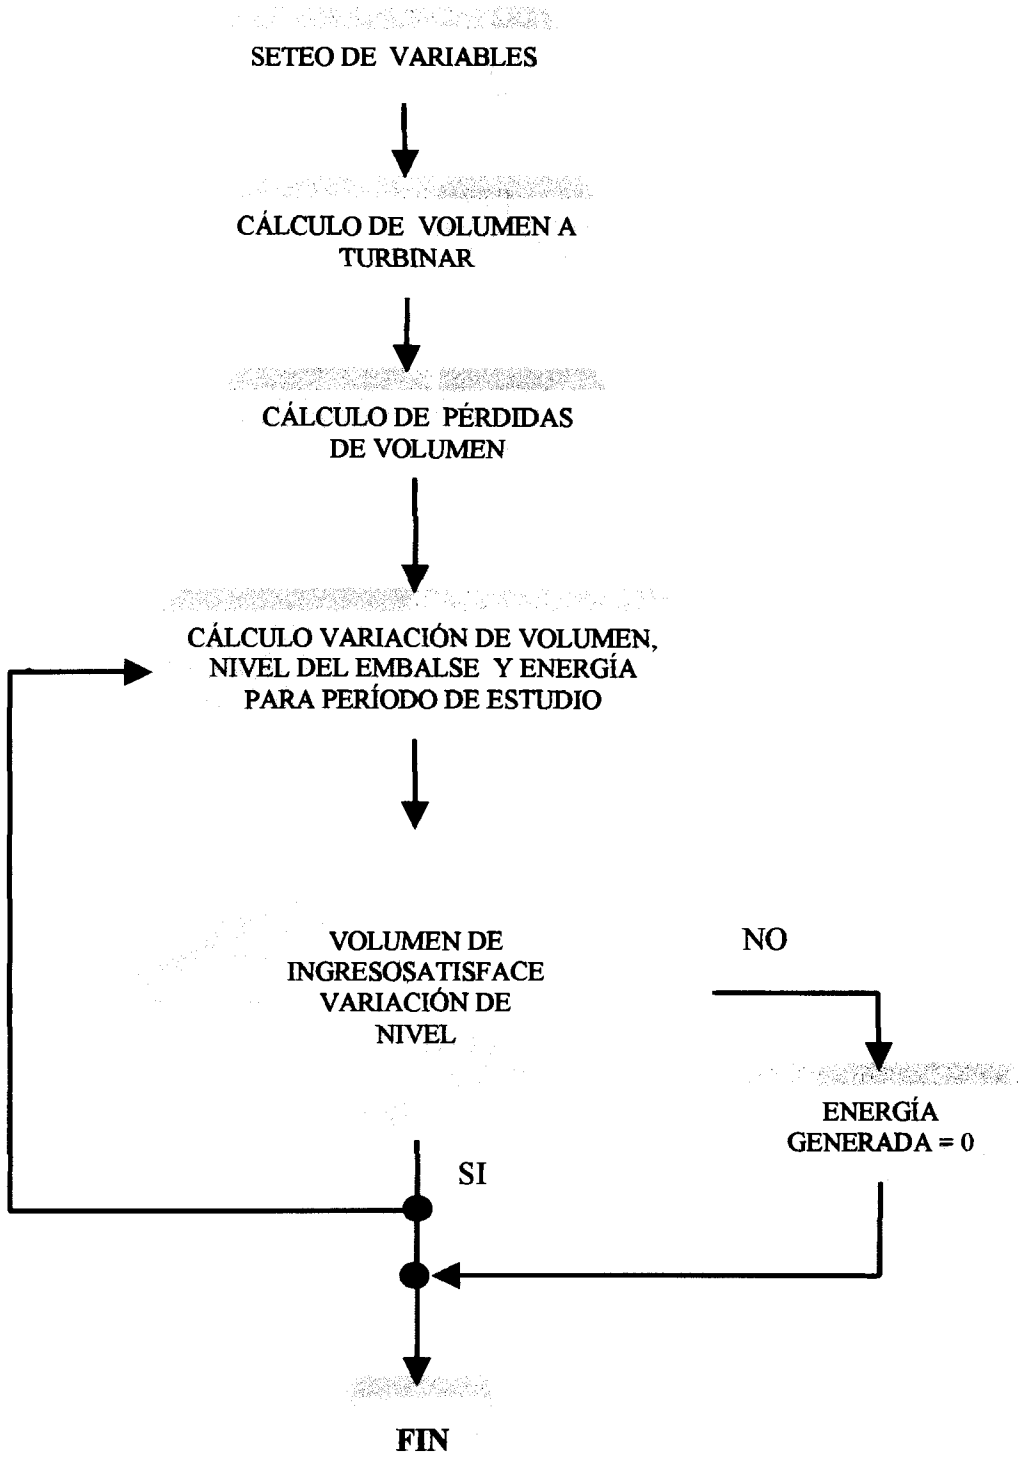 SETEO DE VARIABLES
CÁLCULO DE VOLUMEN A
TURBINAR
CÁLCULO DE PÉRDIDAS
DE VOLUMEN
CÁLCULO VARIACIÓN DE VOLUMEN,
NIVEL DEL EMBALSE Y ENERGÍA
PARA PERÍODO DE ESTUDIO
VOLUMEN DE
INGRESOSATISFACE
VARIACIÓN DE
NIVEL
NO
ENERGÍA
GENERADA = 0
SI
FIN